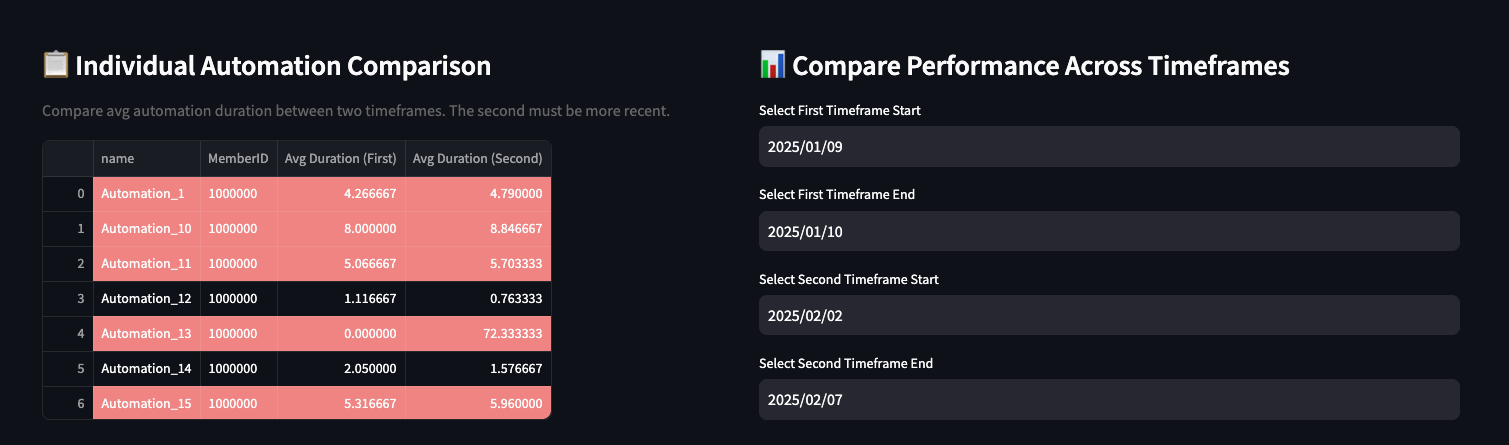 📋 Individual Automation Comparison
Compare avg automation duration between two timeframes. The second must be more recent.
name MemberID Avg Duration (First) Avg Duration (Second)
0 Automation_1 1000000 4.266667 4.790000
1 Automation_10 1000000 8.000000 8.846667
2 Automation_11 1000000 5.066667 5.703333
3 Automation_12 1000000 1.116667 0.763333
4 Automation_13 1000000 0.000000 72.333333
5 Automation_14 1000000 2.050000 1.576667
6 Automation_15 1000000 5.316667 5.960000
📊 Compare Performance Across Timeframes
Select First Timeframe Start
2025/01/09
Select First Timeframe End
2025/01/10
Select Second Timeframe Start
2025/02/02
Select Second Timeframe End
2025/02/07